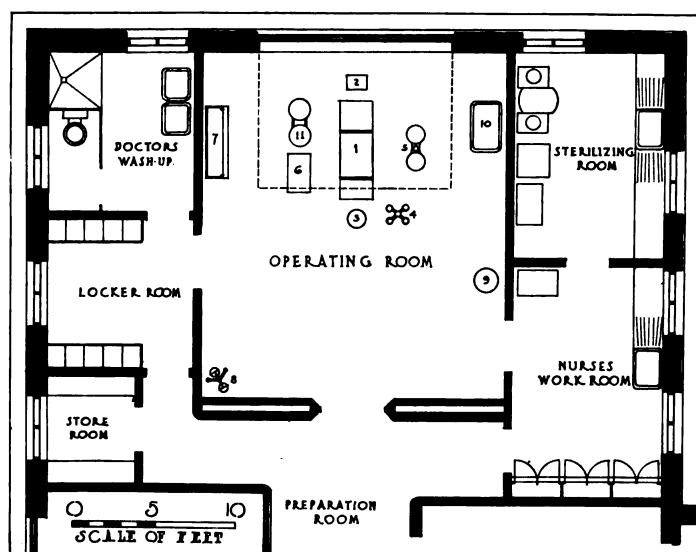 2
7
11
1
5
10
6
DOCTORS
WASH-UP.
STERILIZING
ROOM
3
4
OPERATING ROOM
9
LOCKER ROOM
8
NURSES
WORK ROOM
STORE
ROOM
PREPARATION
ROOM
0 5 10
SCALE OF FEET